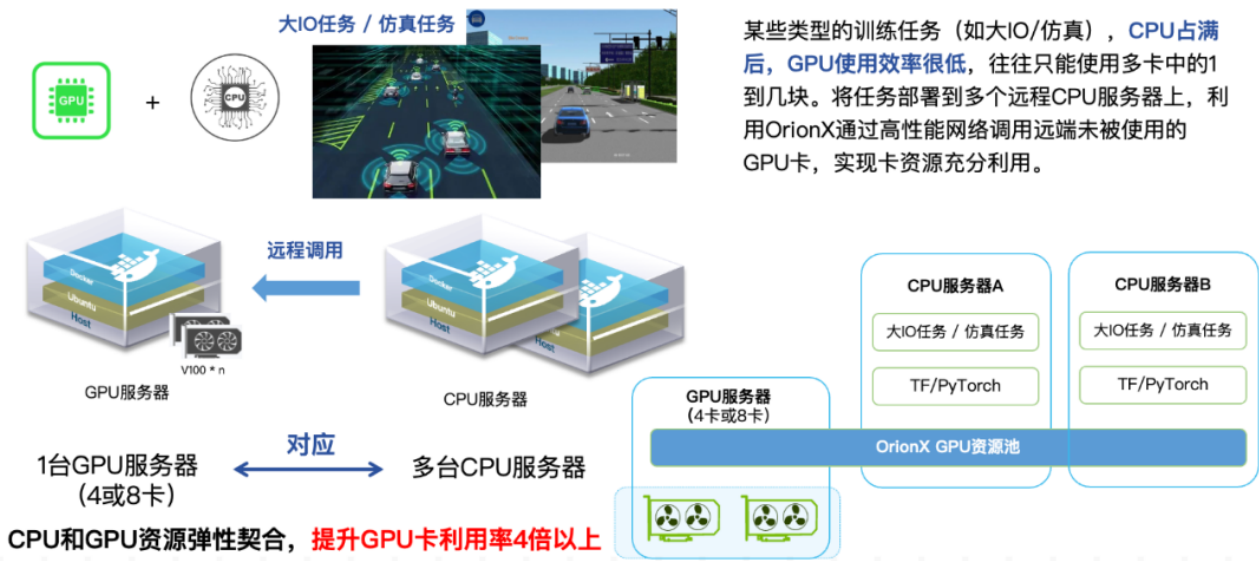 大IO任务 / 仿真任务
GPU
+
CPU
某些类型的训练任务（如大IO/仿真），CPU占满
后，GPU使用效率很低，往往只能使用多卡中的1
到几块。将任务部署到多个远程CPU服务器上，利
用OrionX通过高性能网络调用远端未被使用的
GPU卡，实现卡资源充分利用。
Docker
Ubuntu
Host
V100 * n
GPU服务器
远程调用
Docker
Ubuntu
Host
Host
CPU服务器
1台GPU服务器
（4或8卡）
对应
多台CPU服务器
CPU和GPU资源弹性契合，提升GPU卡利用率4倍以上
CPU服务器A
大IO任务 / 仿真任务
TF/PyTorch
CPU服务器B
大IO任务 / 仿真任务
TF/PyTorch
GPU服务器
（4卡或8卡）
OrionX GPU资源池